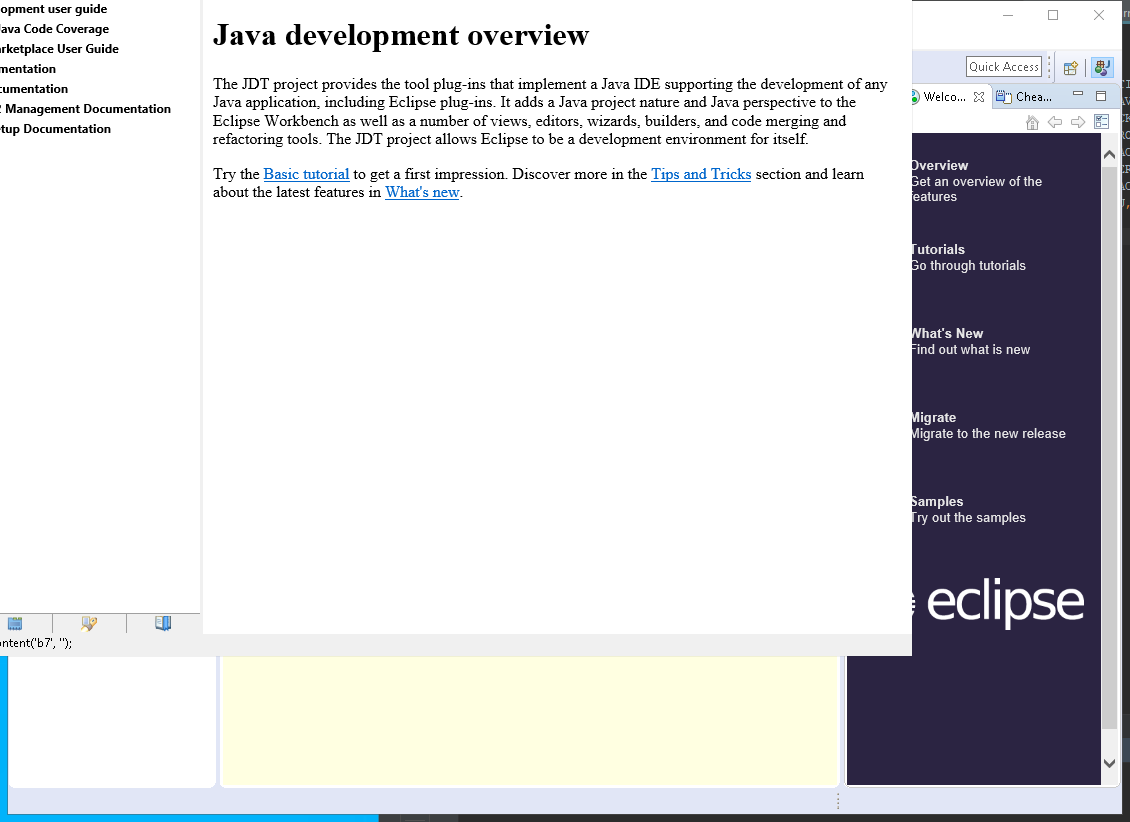 opment user guide
Java Code Coverage
arketplace User Guide
mentation
cumentation
2 Management Documentation
tup Documentation
Java development overview
The JDT project provides the tool plug-ins that implement a Java IDE supporting the development of any
Java application, including Eclipse plug-ins. It adds a Java project nature and Java perspective to the
Eclipse Workbench as well as a number of views, editors, wizards, builders, and code merging and
refactoring tools. The JDT project allows Eclipse to be a development environment for itself.
Try the Basic tutorial to get a first impression. Discover more in the Tips and Tricks section and learn
about the latest features in What's new.
ontent('b7', '');
Quick Access
Welco...
Chea...
Overview
Get an overview of the
features
Tutorials
Go through tutorials
What's New
Find out what is new
Migrate
Migrate to the new release
Samples
Try out the samples
eclipse